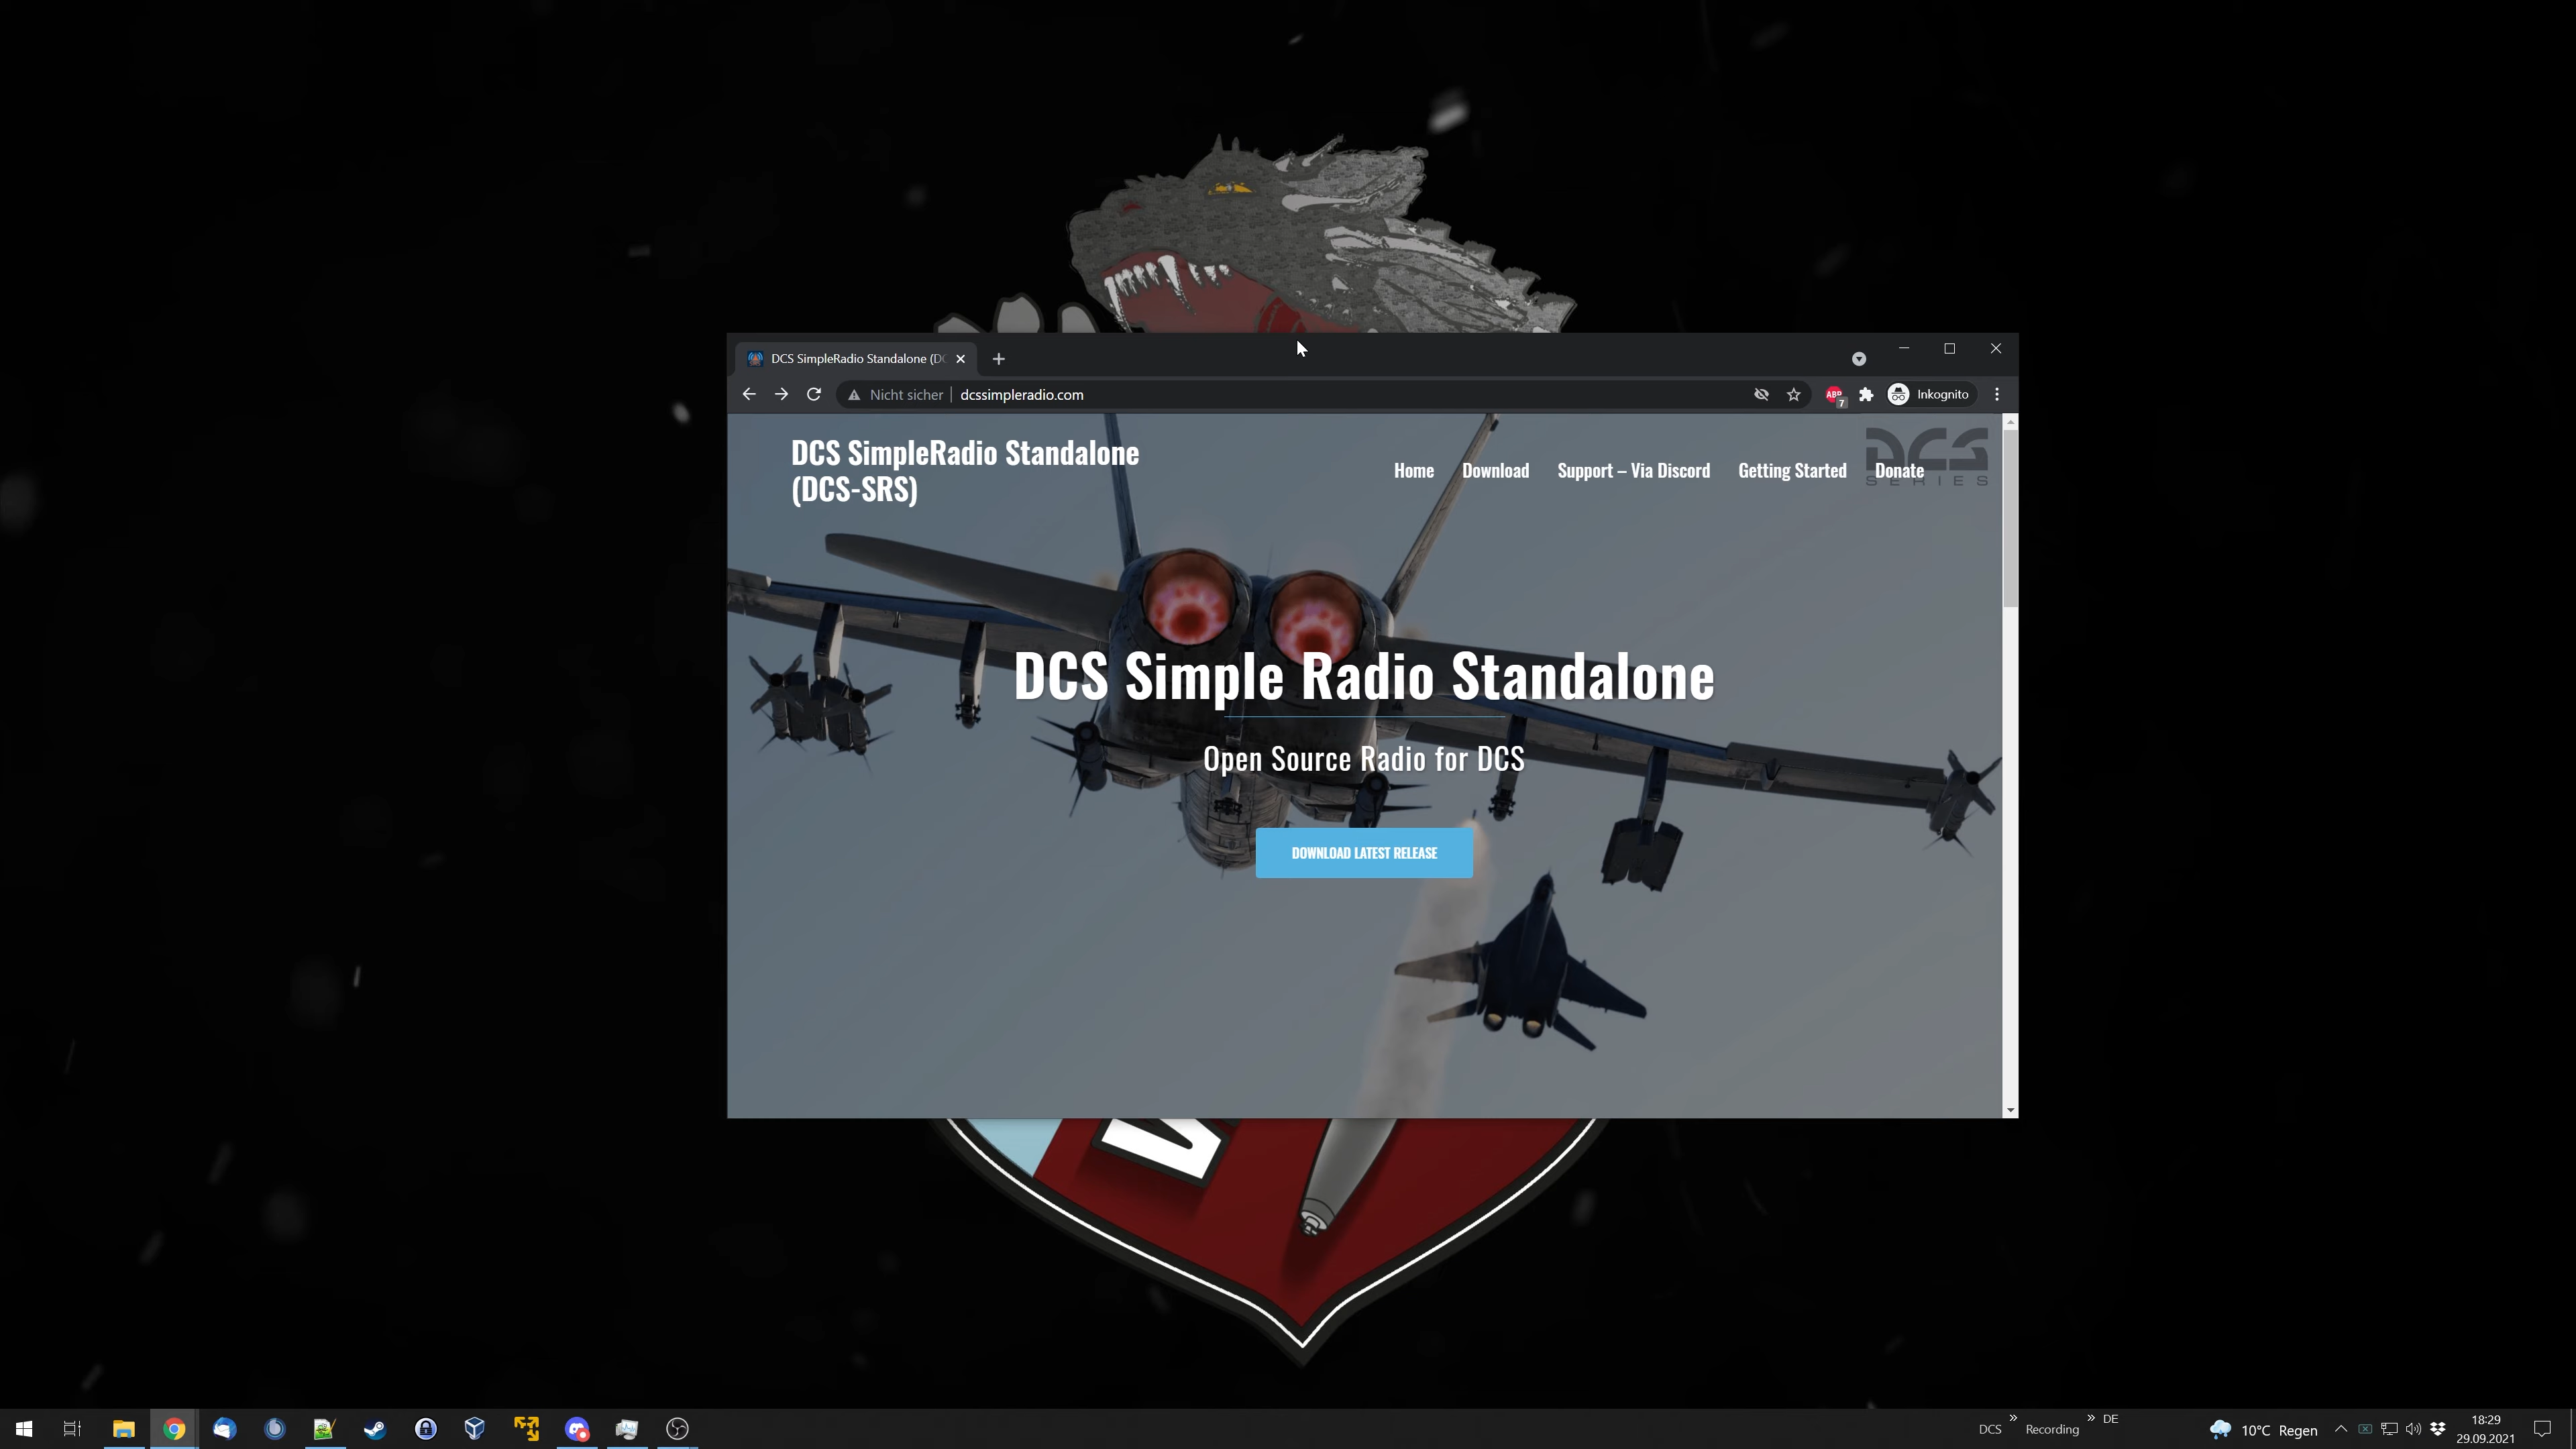 DCS SimpleRadio Standalone (DC
Nicht sicher
dcssimpleradio.com
ABP
7
Inkognito
DCS SimpleRadio Standalone
(DCS-SRS)
Home
Download
Support – Via Discord
Getting Started
Donate
DCS
SERIES
DCS Simple Radio Standalone
Open Source Radio for DCS
DOWNLOAD LATEST RELEASE
DCS
Recording
DE
10°C Regen
18:29
29.09.2021